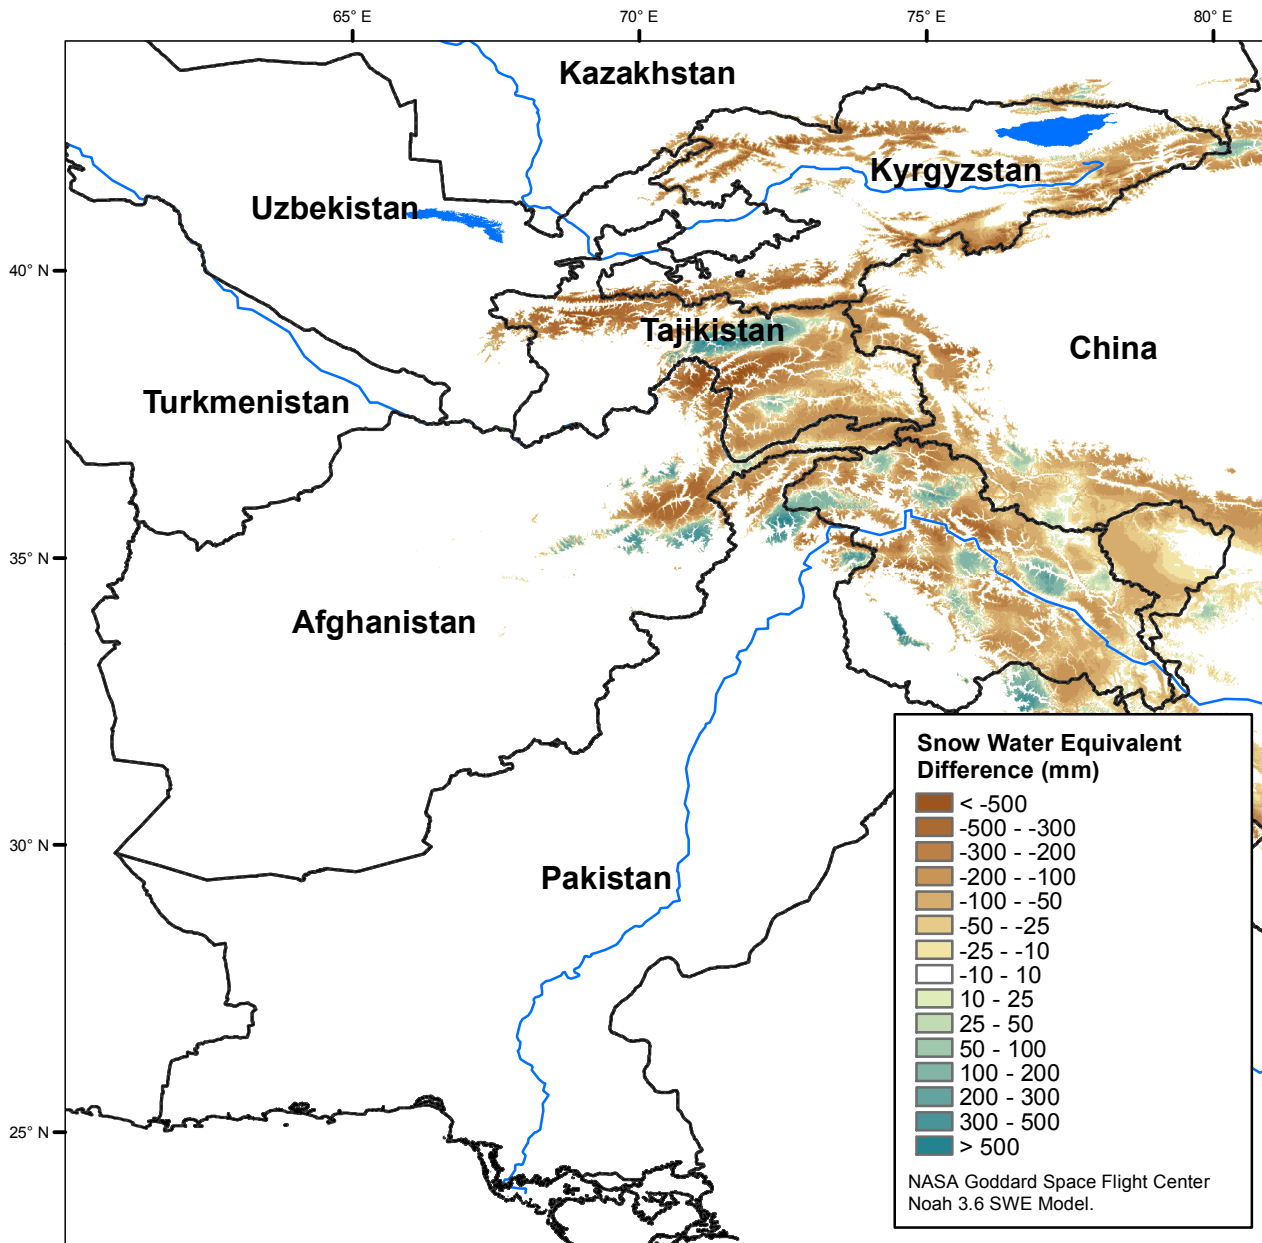 65° E
70° E
75° E
80° E
Kazakhstan
Kyrgyzstan
Uzbekistan
40° N
Tajikistan
China
Turkmenistan
35° N
Afghanistan
Snow Water Equivalent
Difference (mm)
< -500
-500 - -300
-300 - -200
-200 - -100
-100 - -50
-50 - -25
-25 - -10
-10 - 10
10 - 25
25 - 50
50 - 100
100 - 200
200 - 300
300 - 500
> 500
30° N
Pakistan
25° N
NASA Goddard Space Flight Center
Noah 3.6 SWE Model.